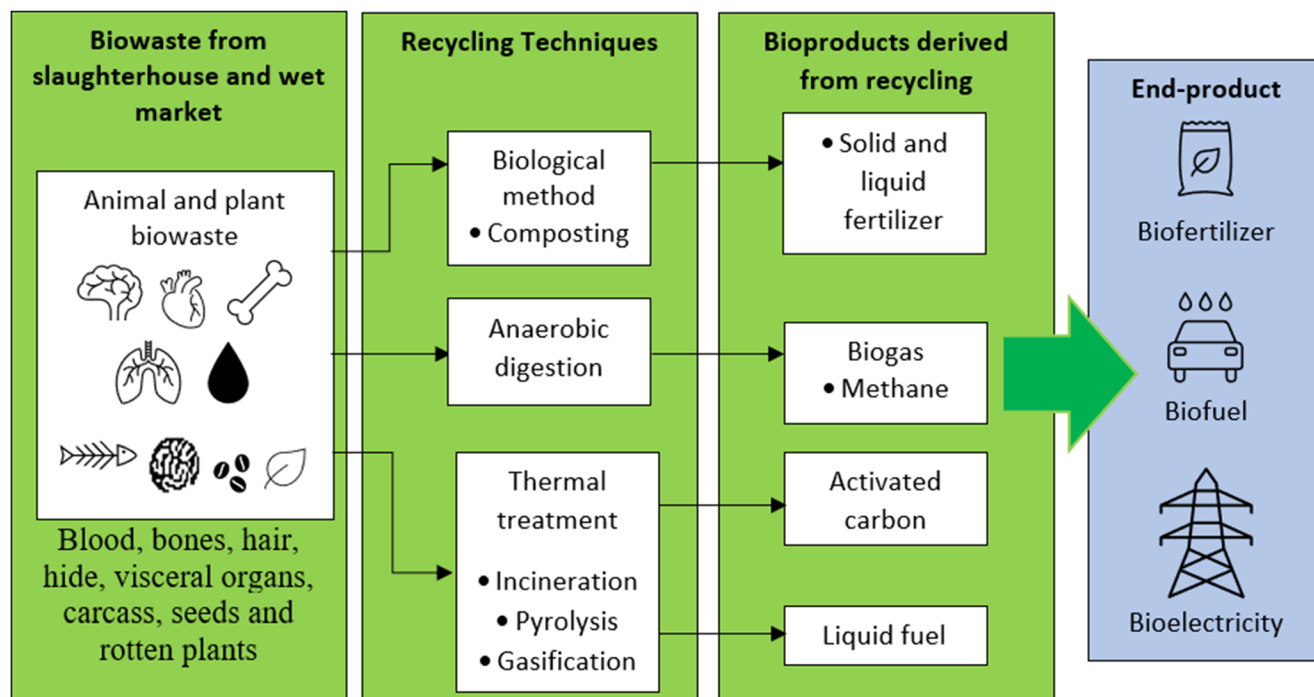 Biowaste from
slaughterhouse and wet
market
Animal and plant
biowaste
Blood, bones, hair,
hide, visceral organs,
carcass, seeds and
rotten plants
Recycling Techniques
Biological
method
• Composting
Anaerobic
digestion
Thermal
treatment
• Incineration
• Pyrolysis
• Gasification
Bioproducts derived
from recycling
• Solid and
liquid
fertilizer
Biogas
• Methane
Activated
carbon
Liquid fuel
End-product
Biofertilizer
Biofuel
Bioelectricity